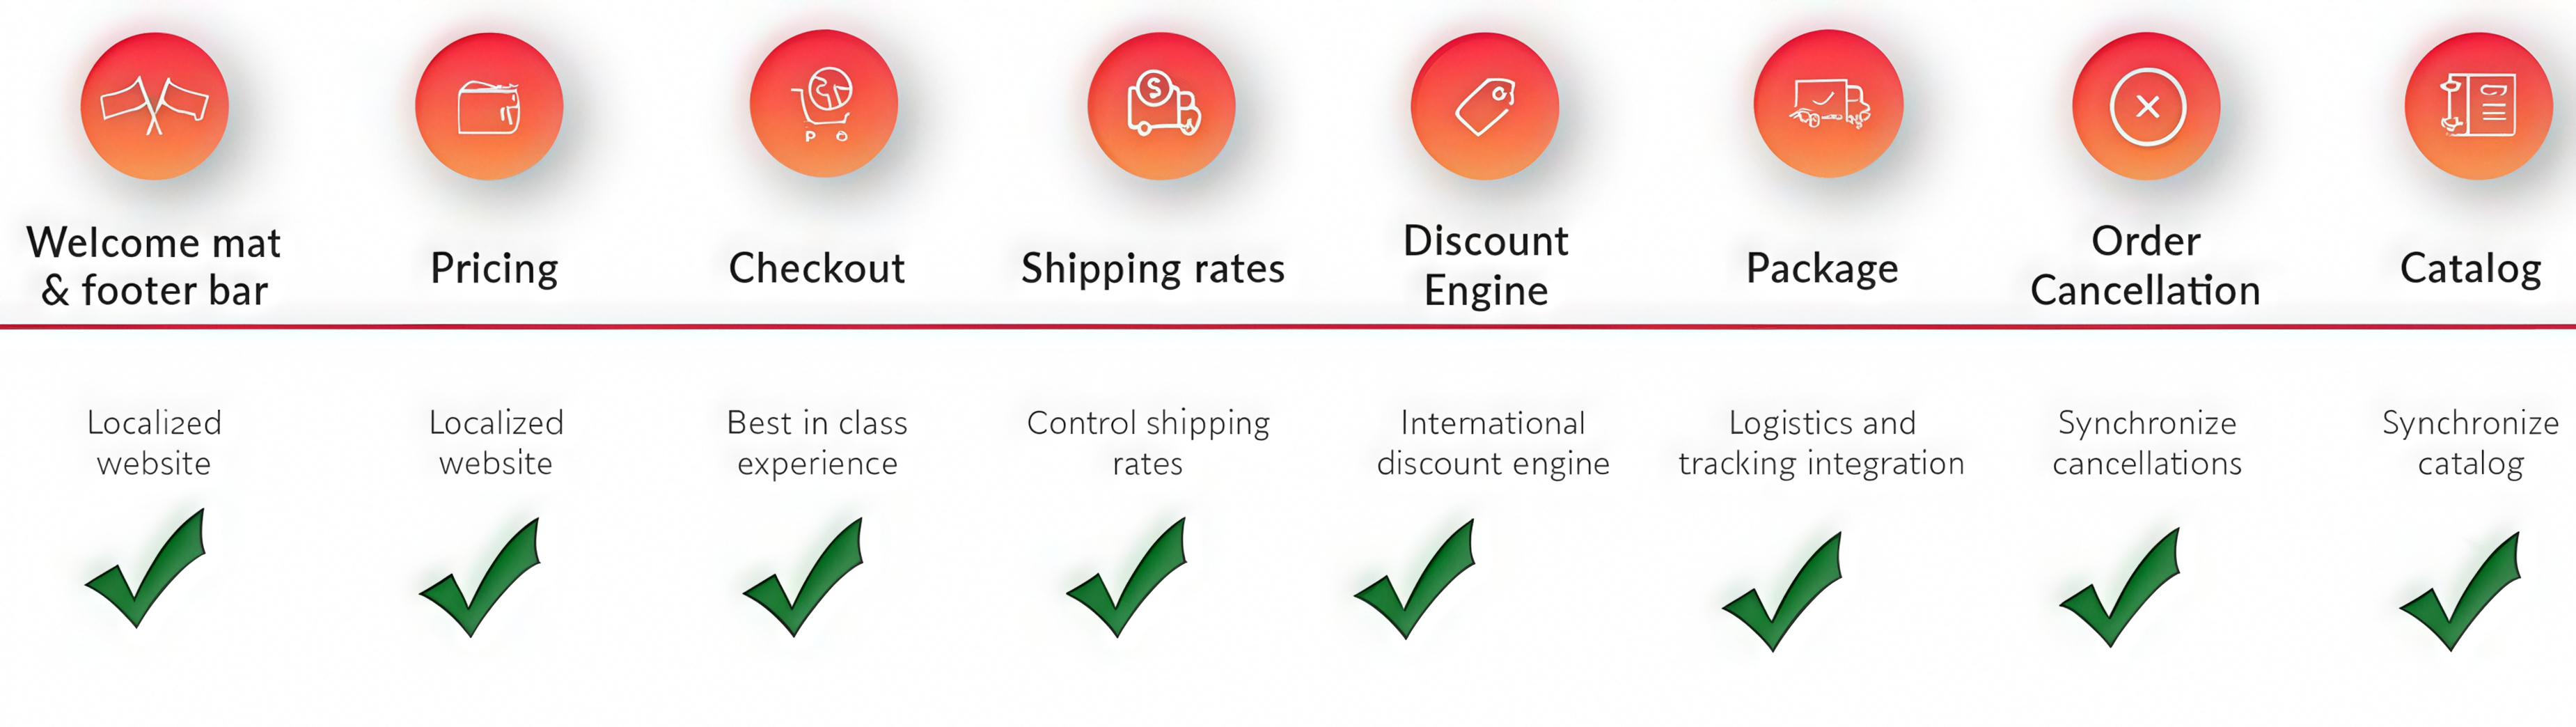 Welcome mat
& footer bar
Pricing
Checkout
Shipping rates
Discount
Engine
Package
Order
Cancellation
Catalog
Localized
website
Localized
website
Best in class
experience
Control shipping
rates
International
discount engine
Logistics and
tracking integration
Synchronize
cancellations
Synchronize
catalog